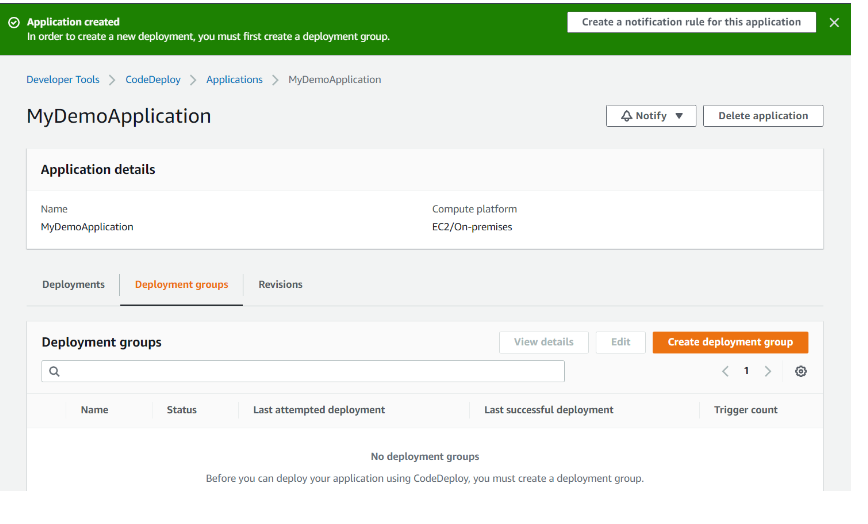 Application created
In order to create a new deployment, you must first create a deployment group.
Create a notification rule for this application
Developer Tools > CodeDeploy > Applications > MyDemoApplication
MyDemoApplication
Notify
Delete application
Application details
Name
MyDemoApplication
Compute platform
EC2/On-premises
Deployments
Deployment groups
Revisions
Deployment groups
View details
Edit
Create deployment group
1
Name
Status
Last attempted deployment
Last successful deployment
Trigger count
No deployment groups
Before you can deploy your application using CodeDeploy, you must create a deployment group.